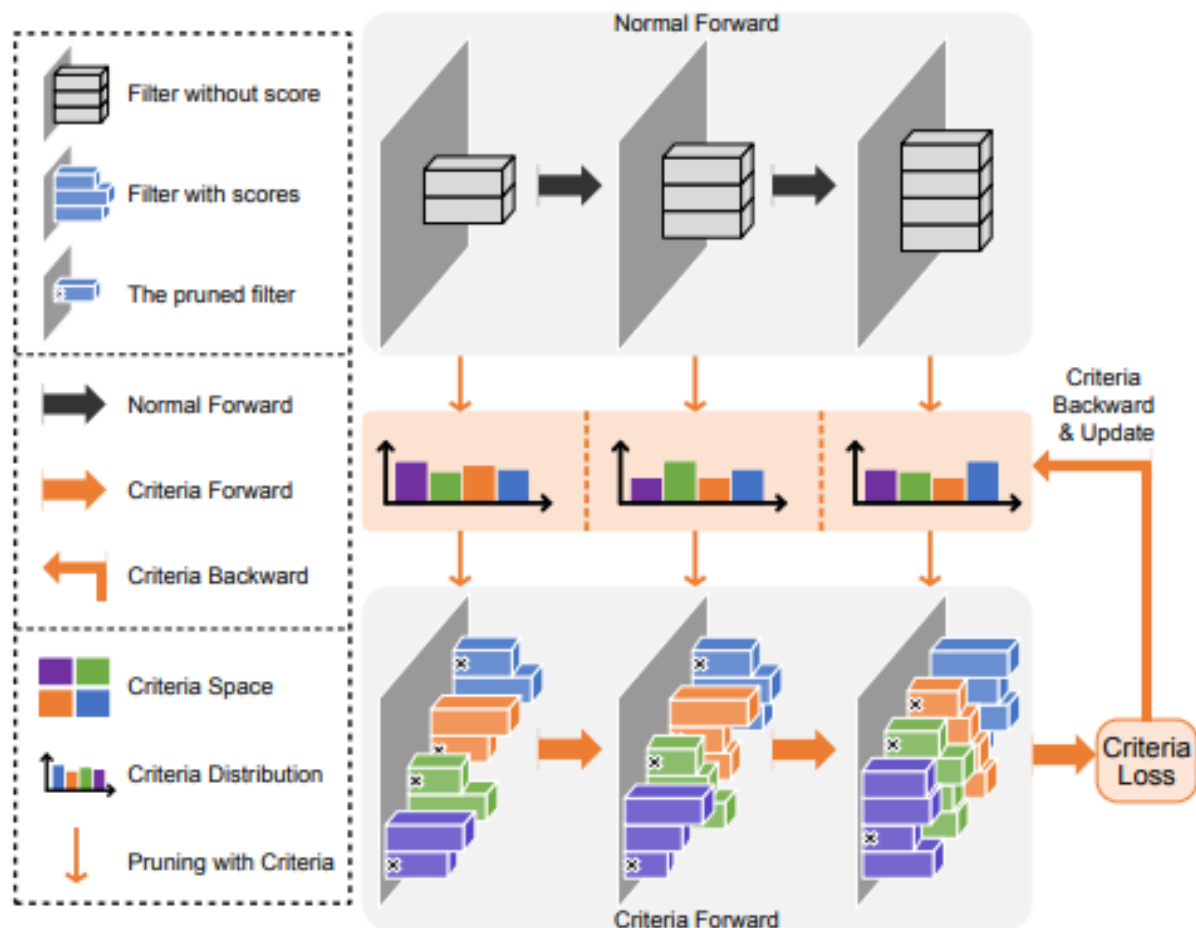 Normal Forward
Filter without score
Filter with scores
The pruned filter
Normal Forward
Criteria Forward
Criteria Backward
Criteria Space
Criteria Distribution
Pruning with Criteria
Criteria
Backward
& Update
Criteria
Loss
Criteria Forward